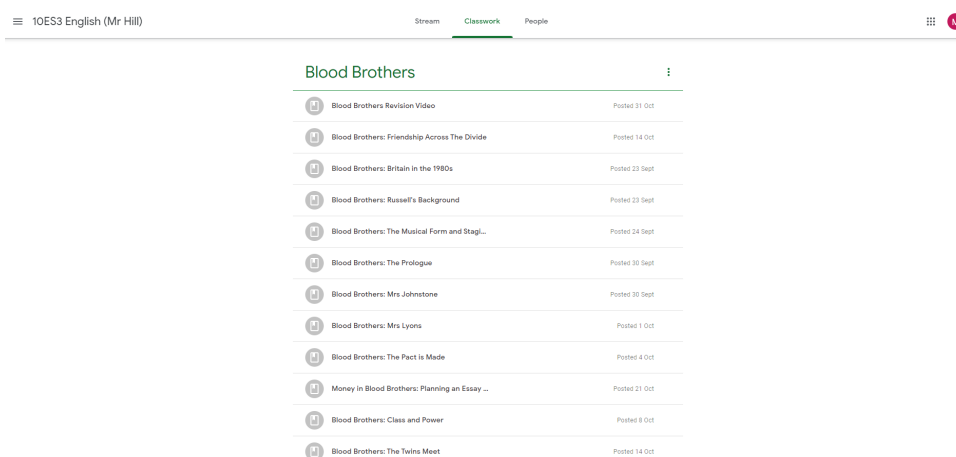 10ES3 English (Mr Hill)
Stream Classwork People
Blood Brothers
Blood Brothers Revision Video Posted 31 Oct
Blood Brothers: Friendship Across The Divide Posted 14 Oct
Blood Brothers: Britain in the 1980s Posted 23 Sept
Blood Brothers: Russell's Background Posted 23 Sept
Blood Brothers: The Musical Form and Stagi... Posted 24 Sept
Blood Brothers: The Prologue Posted 30 Sept
Blood Brothers: Mrs Johnstone Posted 30 Sept
Blood Brothers: Mrs Lyons Posted 1 Oct
Blood Brothers: The Pact is Made Posted 4 Oct
Money in Blood Brothers: Planning an Essay ... Posted 21 Oct
Blood Brothers: Class and Power Posted 8 Oct
Blood Brothers: The Twins Meet Posted 14 Oct